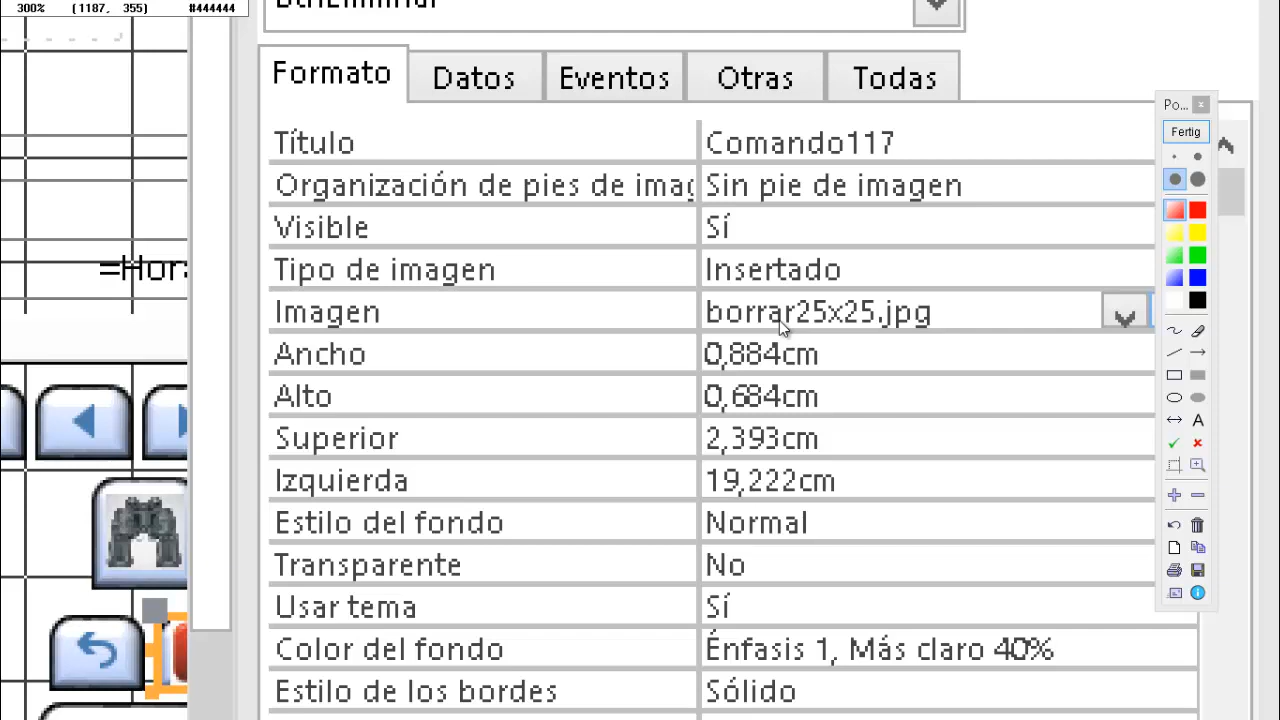 300% (1187, 355) #444444
Formato Datos Eventos Otras Todas
Po...
Fertig
Título Comando117
Organización de pies de imag Sin pie de imagen
Visible Sí
Tipo de imagen Insertado
=Hor
Imagen borrar25x25.jpg
Ancho 0,884cm
Alto 0,684cm
A
Superior 2,393cm
Izquierda 19,222cm
Estilo del fondo Normal
Transparente No
Usar tema Sí
Color del fondo Énfasis 1, Más claro 40%
Estilo de los bordes Sólido